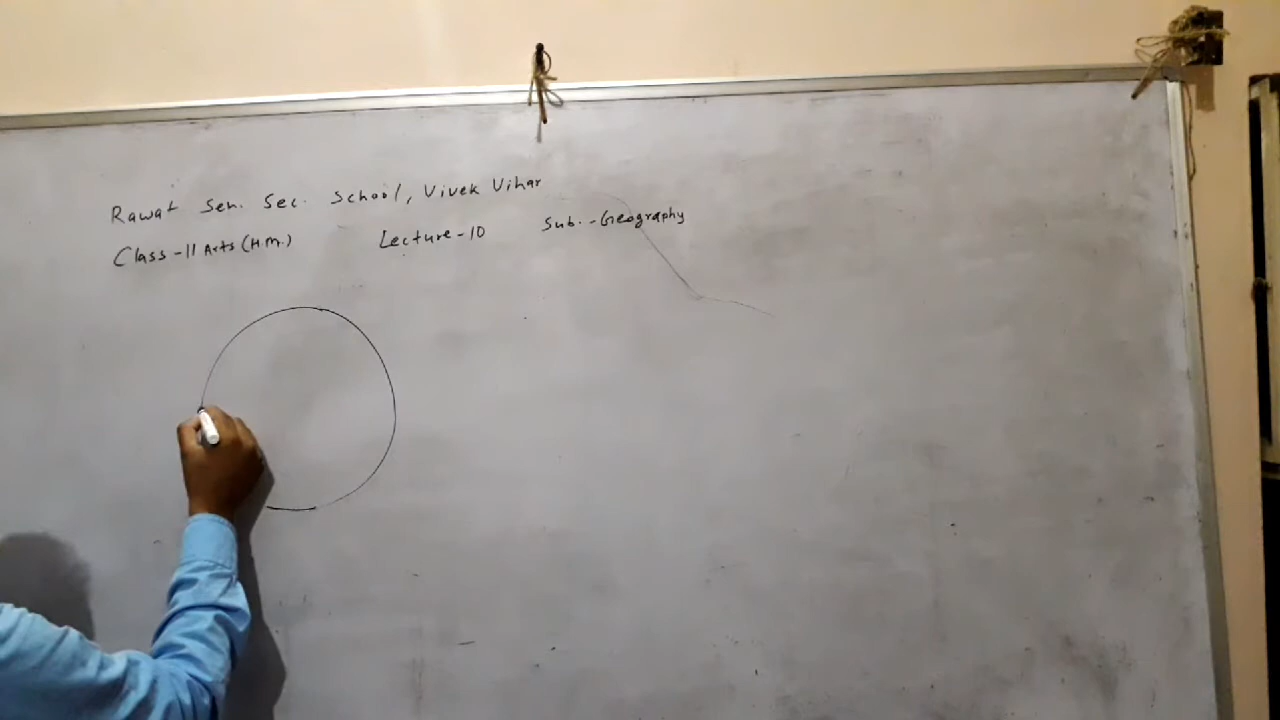 Rawat Sen. Sec. School, Vivek Vihar
Class-11 Arts (H.M.) Lecture-10 Sub.-Geography